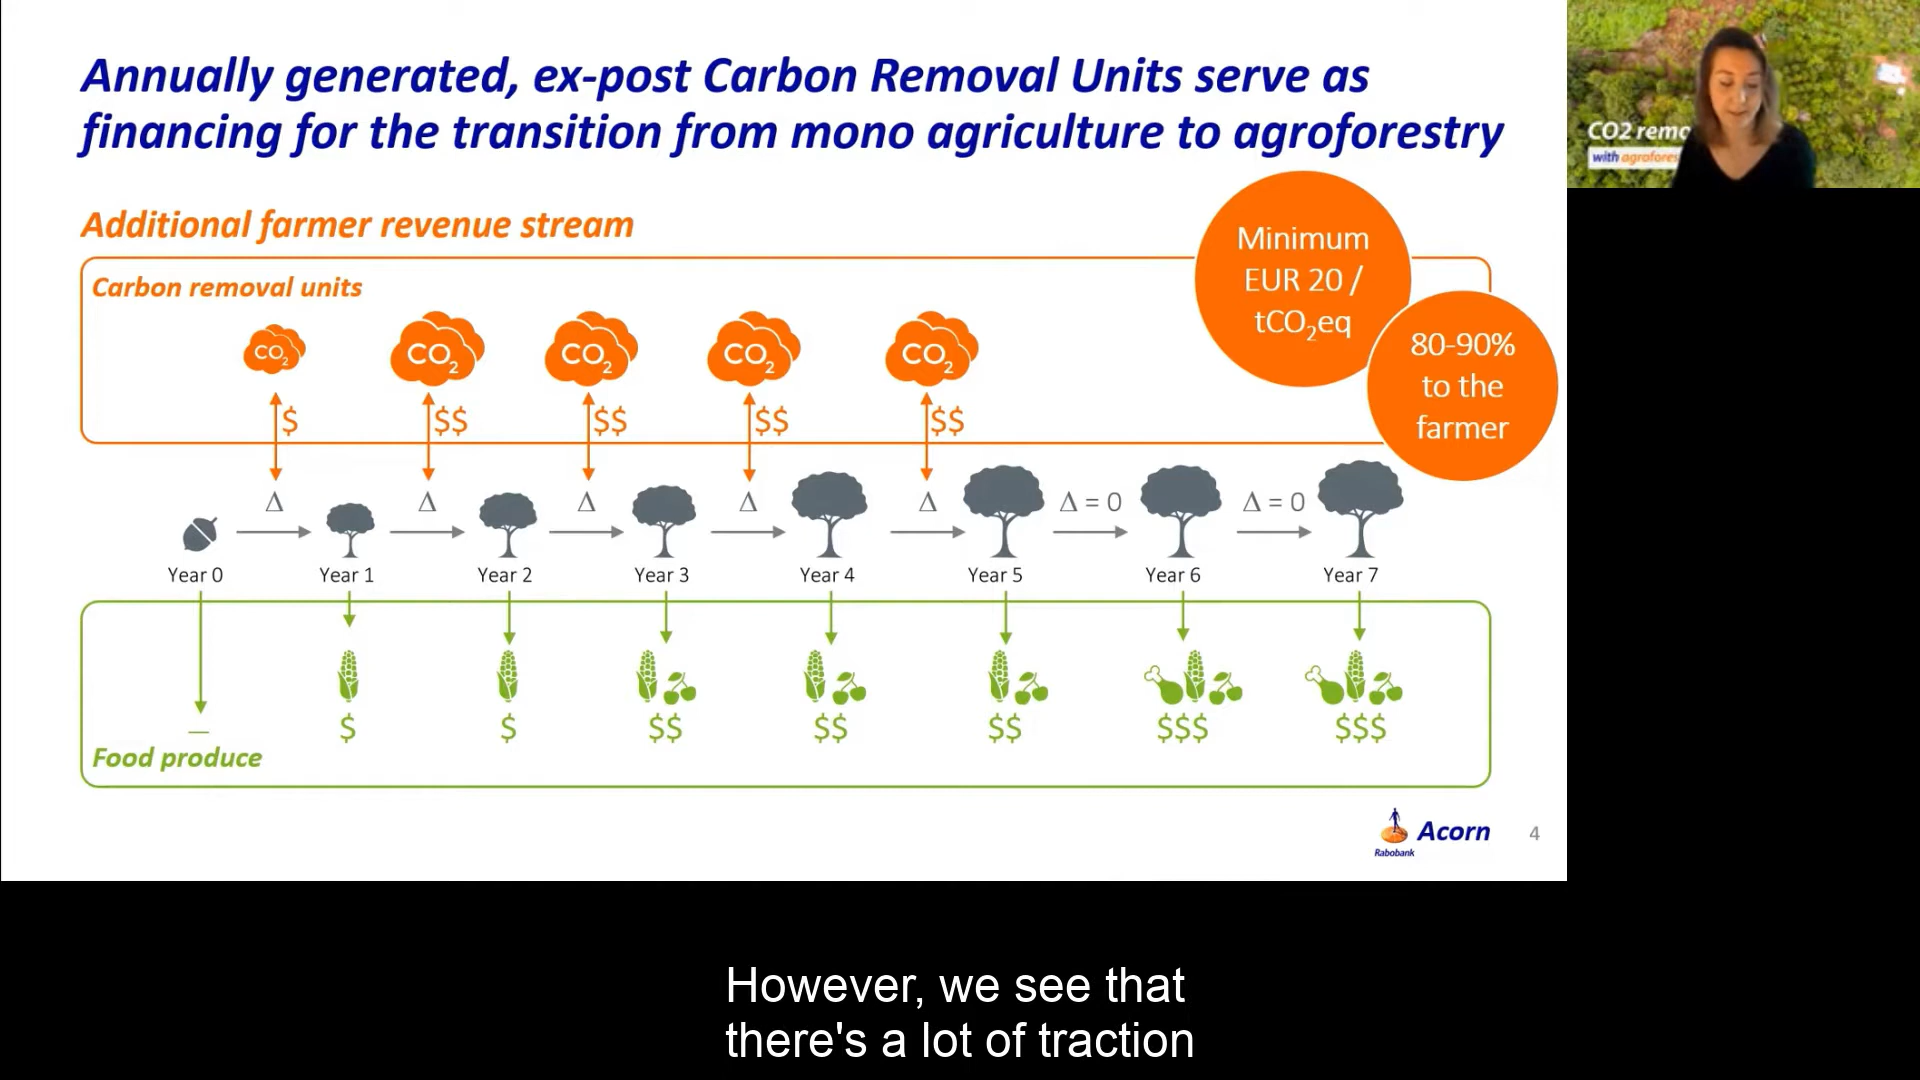 Annually generated, ex-post Carbon Removal Units serve as
financing for the transition from mono agriculture to agroforestry
Additional farmer revenue stream
Minimum
EUR 20 /
tCO₂eq
80-90%
to the
farmer
Carbon removal units
CO₂ CO₂ CO₂ CO₂ CO₂
$ $$ $$ $$ $$
Δ Δ Δ Δ Δ Δ = 0 Δ = 0
Year 0 Year 1 Year 2 Year 3 Year 4 Year 5 Year 6 Year 7
$ $ $$ $$ $$ $$$ $$$
Food produce
Acorn
Rabobank
4
CO2 remo
with agrofores
However, we see that
there's a lot of traction